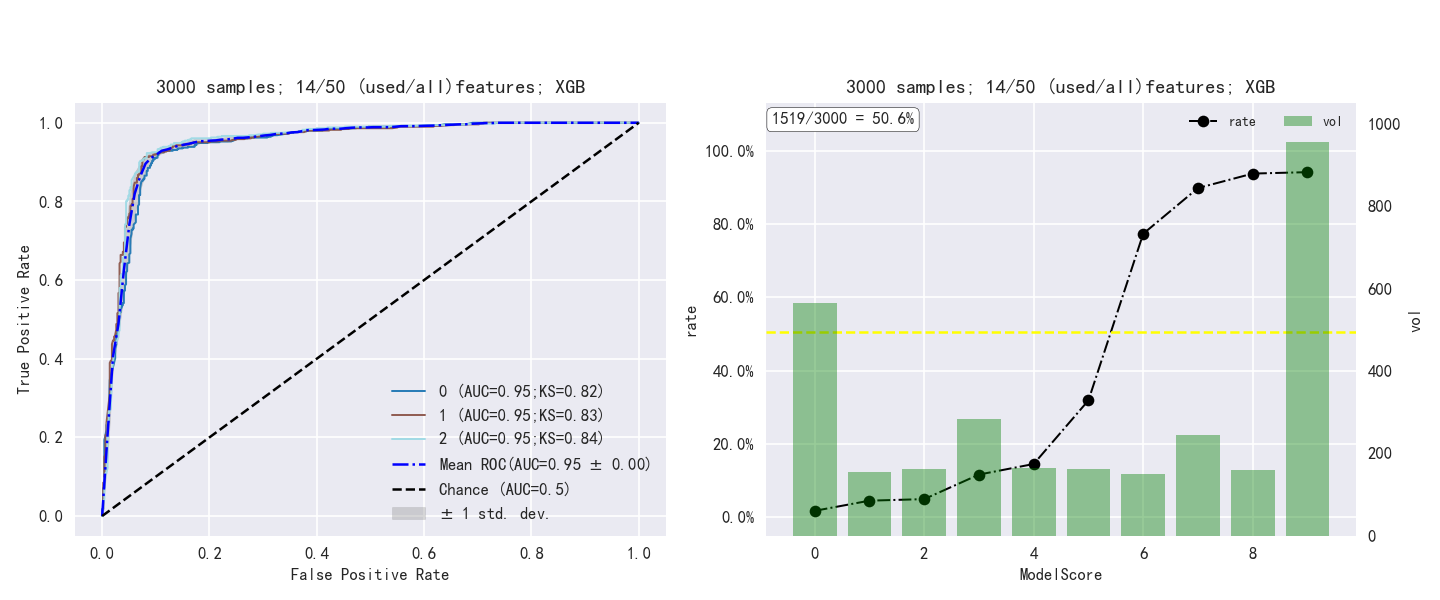 3000 samples; 14/50 (used/all)features; XGB
True Positive Rate
1.0
0.8
0.6
0.4
0.2
0.0
0 (AUC=0.95;KS=0.82)
1 (AUC=0.95;KS=0.83)
2 (AUC=0.95;KS=0.84)
Mean ROC(AUC=0.95 ± 0.00)
Chance (AUC=0.5)
± 1 std. dev.
0.0 0.2 0.4 0.6 0.8 1.0
False Positive Rate
3000 samples; 14/50 (used/all)features; XGB
1519/3000 = 50.6%
rate vol
rate
100.0%
80.0%
60.0%
40.0%
20.0%
0.0%
1000
800
600
400
200
0
vol
0 2 4 6 8
ModelScore